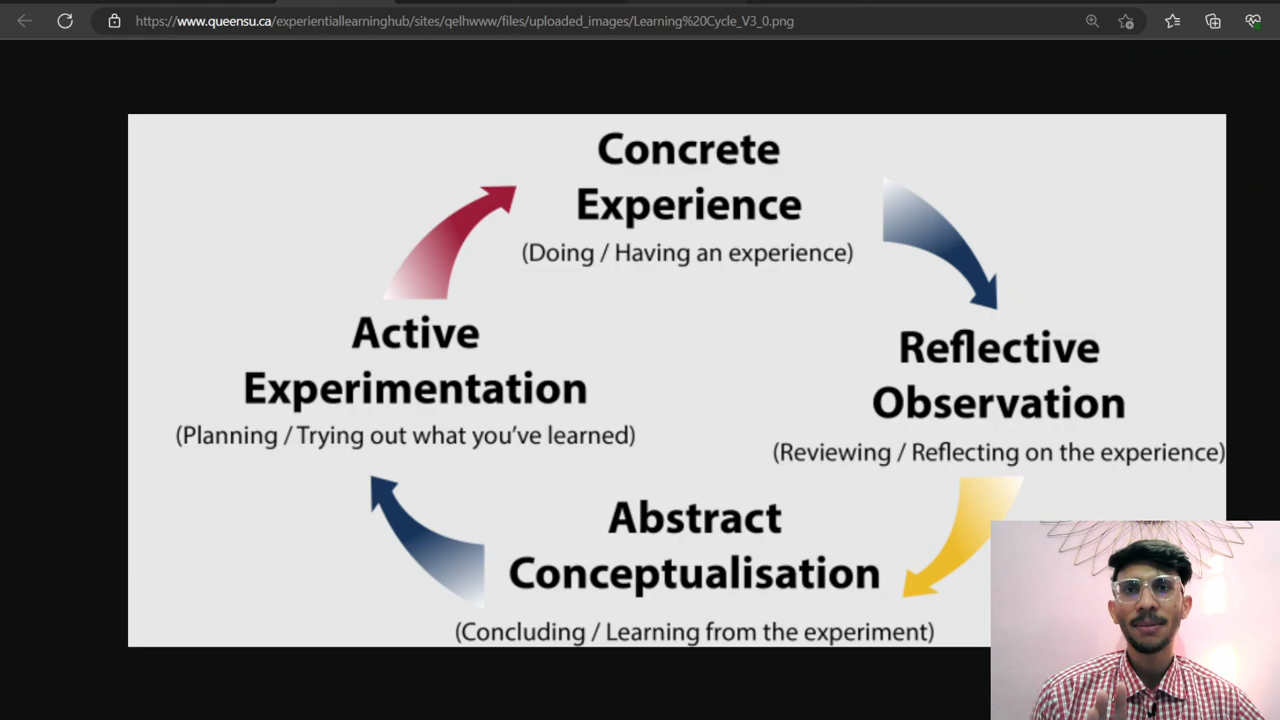 https://www.queensu.ca/experientiallearninghub/sites/qelhwww/files/uploaded_images/Learning%20Cycle_V3_0.png
Concrete
Experience
(Doing / Having an experience)
Reflective
Observation
(Reviewing / Reflecting on the experience)
Abstract
Conceptualisation
(Concluding / Learning from the experiment)
Active
Experimentation
(Planning / Trying out what you've learned)